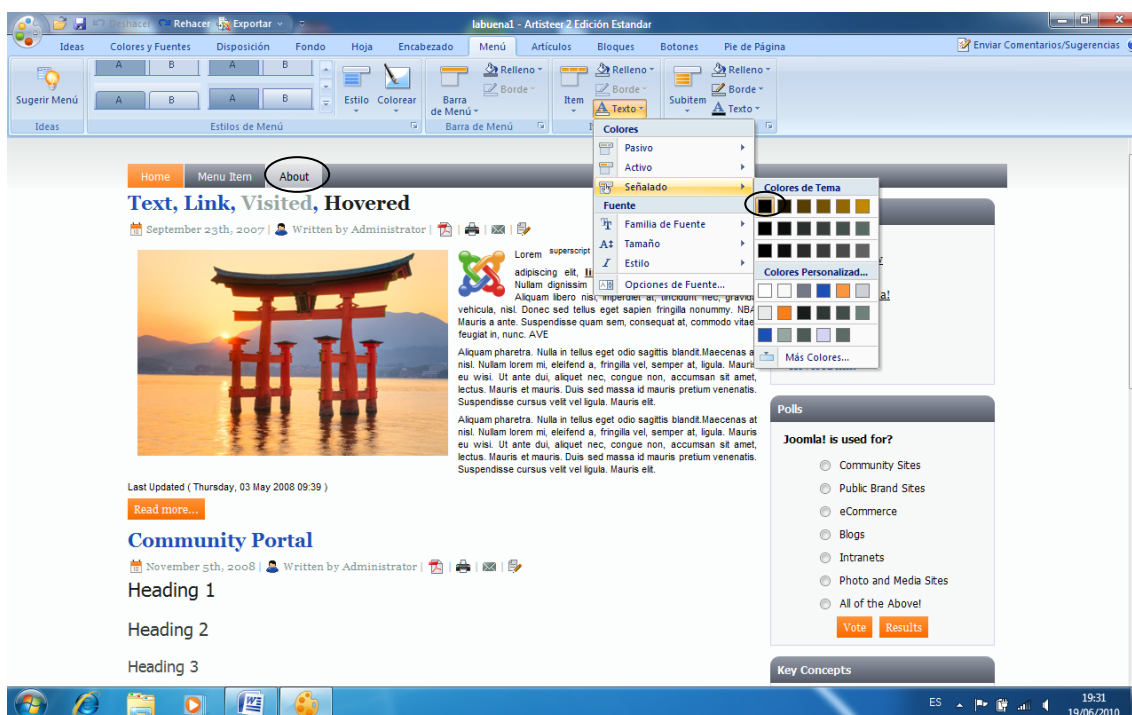 Deshacer Rehacer Exportar
labuena1 - Artisteer 2 Edición Estandar
Ideas Colores y Fuentes Disposición Fondo Hoja Encabezado Menú Artículos Bloques Botones Pie de Página
Enviar Comentarios/Sugerencias
A B A B
A B A B
Sugerir Menú
Estilo Colorear
Barra de Menú
Relleno
Borde
Item
Relleno
Borde
Texto
Subitem
Relleno
Borde
Texto
Ideas
Estilos de Menú
Barra de Menú
Colores
Pasivo
Activo
Señalado
Fuente
Familia de Fuente
Tamaño
Estilo
Opciones de Fuente...
Colores de Tema
Colores Personalizad...
Más Colores...
Home Menu Item About
Text, Link, Visited, Hovered
September 23th, 2007 | Written by Administrator |
Lorem superscript
adipiscing elit,
Nullam dignissim
Aliquam libero nisi, imperdiet at, tincidunt nec, gravida
vehicula, nisl. Donec sed tellus eget sapien fringilla nonummy. NBA
Mauris a ante. Suspendisse quam sem, consequat at, commodo vitae
feugiat in, nunc. AVE
Aliquam pharetra. Nulla in tellus eget odio sagittis blandit.Maecenas a
nisl. Nullam lorem mi, eleifend a, fringilla vel, semper at, ligula. Mauris
eu wisi. Ut ante dui, aliquet nec, congue non, accumsan sit amet,
lectus. Mauris et mauris. Duis sed massa id mauris pretium venenatis.
Suspendisse cursus velit vel ligula. Mauris elit.
Aliquam pharetra. Nulla in tellus eget odio sagittis blandit.Maecenas at
nisl. Nullam lorem mi, eleifend a, fringilla vel, semper at, ligula. Mauris
eu wisi. Ut ante dui, aliquet nec, congue non, accumsan sit amet,
lectus. Mauris et mauris. Duis sed massa id mauris pretium venenatis.
Suspendisse cursus velit vel ligula. Mauris elit.
Last Updated ( Thursday, 03 May 2008 09:39 )
Read more...
Community Portal
November 5th, 2008 | Written by Administrator |
Heading 1
Heading 2
Heading 3
Polls
Joomla! is used for?
Community Sites
Public Brand Sites
eCommerce
Blogs
Intranets
Photo and Media Sites
All of the Above!
Vote Results
Key Concepts
ES
19:31
19/06/2010